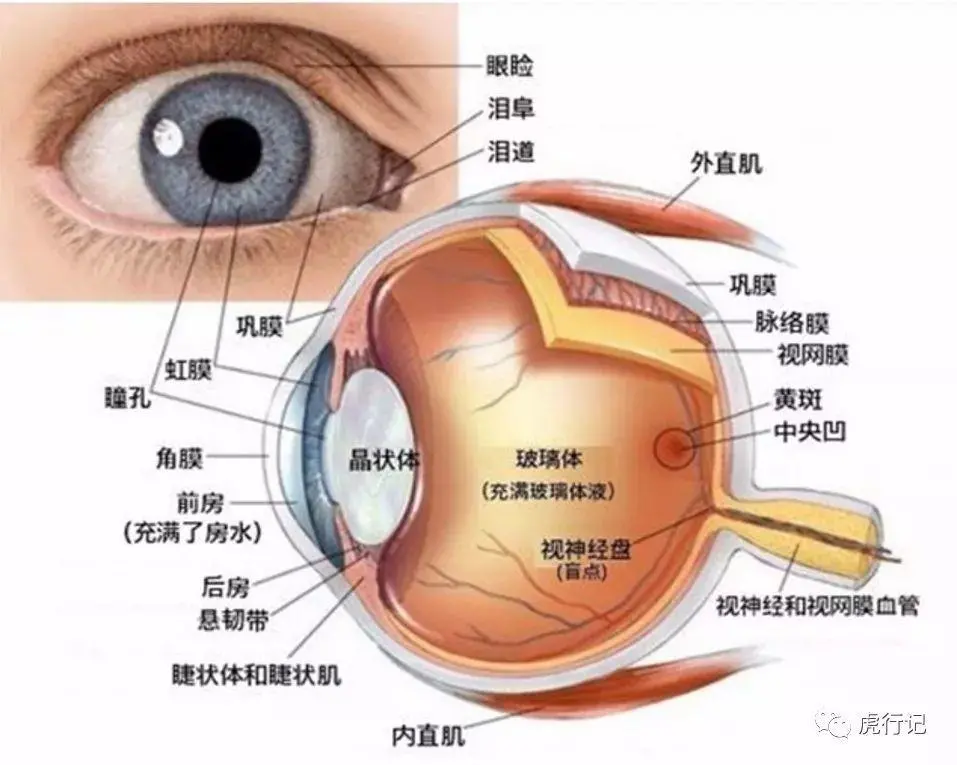 眼睑
泪阜
泪道
外直肌
巩膜
脉络膜
视网膜
黄斑
中央凹
巩膜
虹膜
瞳孔
角膜
晶状体
玻璃体
(充满玻璃体液)
前房
(充满了房水)
视神经盘
(盲点)
后房
悬韧带
视神经和视网膜血管
睫状体和睫状肌
内直肌
虎行记